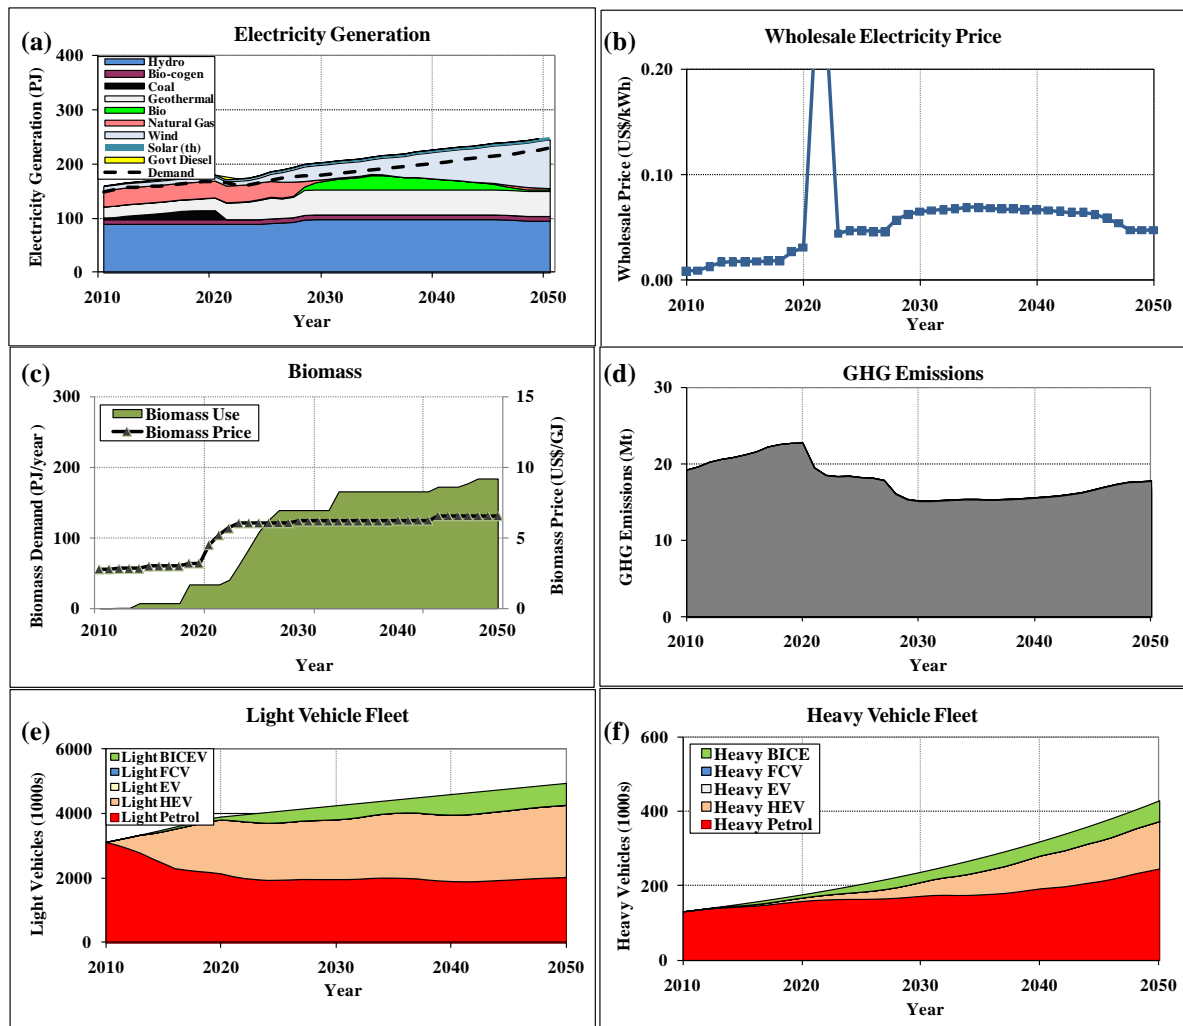 (a)
Electricity Generation
Electricity Generation (PJ)
400
300
200
100
0
Hydro
Bio-cogen
Coal
Geothermal
Bio
Natural Gas
Wind
Solar (th)
Govt Diesel
Demand
2010
2020
2030
2040
2050
Year
(b)
Wholesale Electricity Price
Wholesale Price (US$/kWh)
0.20
0.10
0.00
2010
2020
2030
2040
2050
Year
(c)
Biomass
Biomass Demand (PJ/year)
300
200
100
0
Biomass Use
Biomass Price
15
10
5
0
Biomass Price (US$/GJ)
2010
2020
2030
2040
2050
Year
(d)
GHG Emissions
GHG Emissions (Mt)
30
20
10
0
2010
2020
2030
2040
2050
Year
(e)
Light Vehicle Fleet
Light Vehicles (1000s)
6000
4000
2000
0
Light BICEV
Light FCV
Light EV
Light HEV
Light Petrol
2010
2020
2030
2040
2050
Year
(f)
Heavy Vehicle Fleet
Heavy Vehicles (1000s)
600
400
200
0
Heavy BICE
Heavy FCV
Heavy EV
Heavy HEV
Heavy Petrol
2010
2020
2030
2040
2050
Year